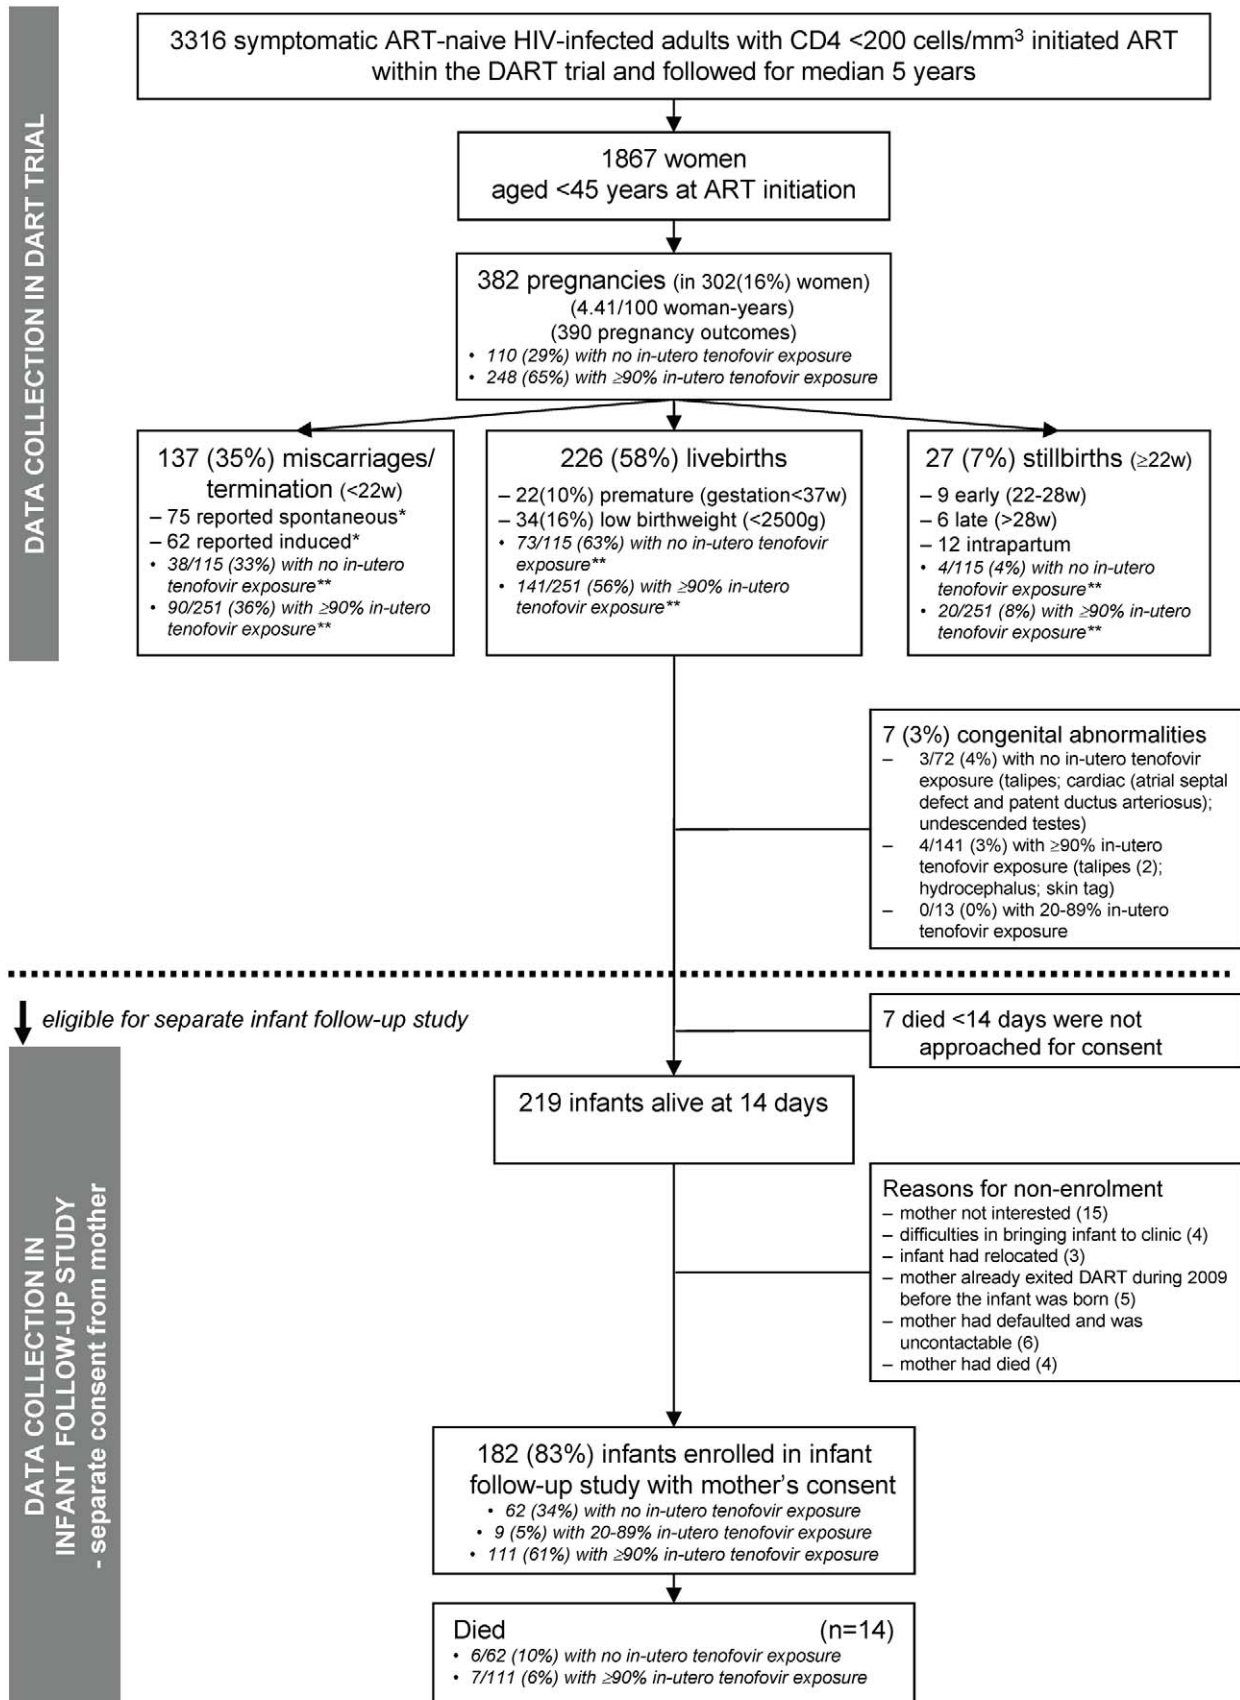 3316 symptomatic ART-naive HIV-infected adults with CD4 <200 cells/mm³ initiated ART
within the DART trial and followed for median 5 years
DATA COLLECTION IN DART TRIAL
1867 women
aged <45 years at ART initiation
382 pregnancies (in 302(16%) women)
(4.41/100 woman-years)
(390 pregnancy outcomes)
• 110 (29%) with no in-utero tenofovir exposure
• 248 (65%) with ≥90% in-utero tenofovir exposure
137 (35%) miscarriages/
termination (<22w)
– 75 reported spontaneous*
– 62 reported induced*
• 38/115 (33%) with no in-utero
tenofovir exposure**
• 90/251 (36%) with ≥90% in-utero
tenofovir exposure**
226 (58%) livebirths
– 22(10%) premature (gestation<37w)
– 34(16%) low birthweight (<2500g)
• 73/115 (63%) with no in-utero tenofovir
exposure**
• 141/251 (56%) with ≥90% in-utero
tenofovir exposure**
27 (7%) stillbirths (≥22w)
– 9 early (22-28w)
– 6 late (>28w)
– 12 intrapartum
• 4/115 (4%) with no in-utero
tenofovir exposure**
• 20/251 (8%) with ≥90% in-utero
tenofovir exposure**
7 (3%) congenital abnormalities
– 3/72 (4%) with no in-utero tenofovir
exposure (talipes; cardiac (atrial septal
defect and patent ductus arteriosus);
undescended testes)
– 4/141 (3%) with ≥90% in-utero
tenofovir exposure (talipes (2);
hydrocephalus; skin tag)
– 0/13 (0%) with 20-89% in-utero
tenofovir exposure
eligible for separate infant follow-up study
7 died <14 days were not
approached for consent
DATA COLLECTION IN
INFANT FOLLOW-UP STUDY
- separate consent from mother
219 infants alive at 14 days
Reasons for non-enrolment
– mother not interested (15)
– difficulties in bringing infant to clinic (4)
– infant had relocated (3)
– mother already exited DART during 2009
before the infant was born (5)
– mother had defaulted and was
uncontactable (6)
– mother had died (4)
182 (83%) infants enrolled in infant
follow-up study with mother's consent
• 62 (34%) with no in-utero tenofovir exposure
• 9 (5%) with 20-89% in-utero tenofovir exposure
• 111 (61%) with ≥90% in-utero tenofovir exposure
Died (n=14)
• 6/62 (10%) with no in-utero tenofovir exposure
• 7/111 (6%) with ≥90% in-utero tenofovir exposure